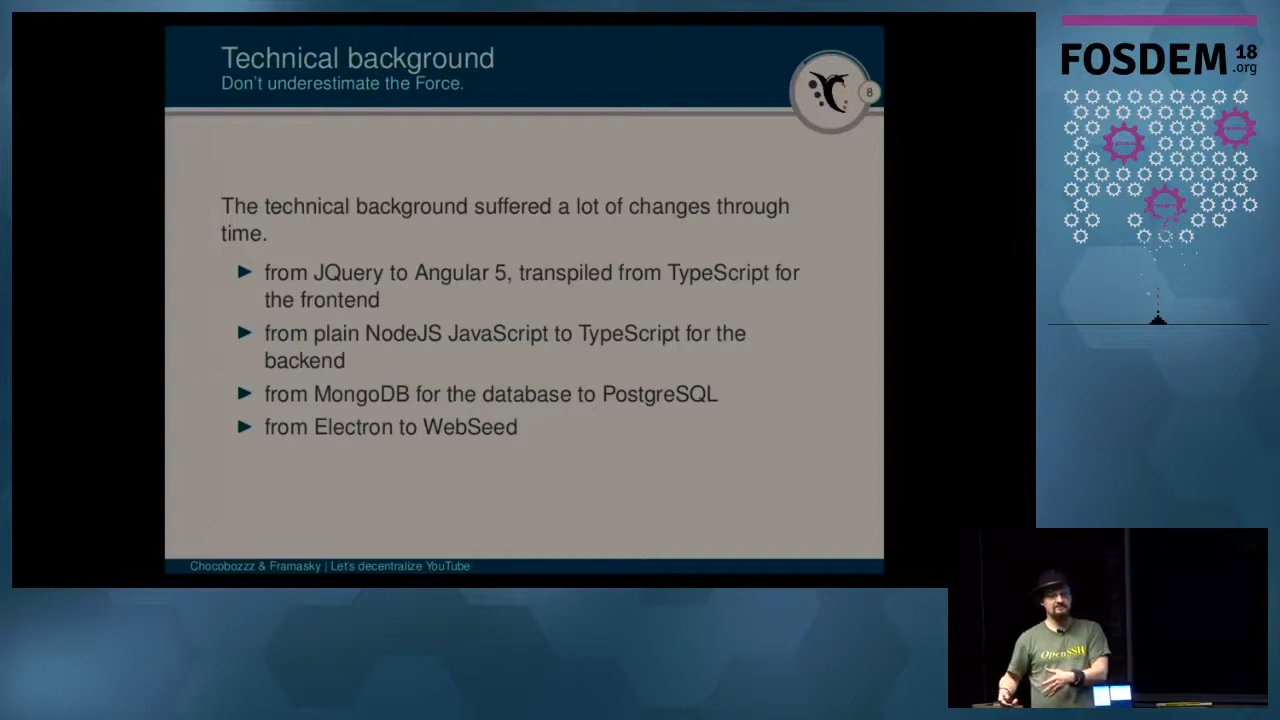 Technical background
Don't underestimate the Force.
8
The technical background suffered a lot of changes through
time.
from JQuery to Angular 5, transpiled from TypeScript for
the frontend
from plain NodeJS JavaScript to TypeScript for the
backend
from MongoDB for the database to PostgreSQL
from Electron to WebSeed
Chocobozzz & Framasky | Let's decentralize YouTube
FOSDEM 18
.org
OpenSSH